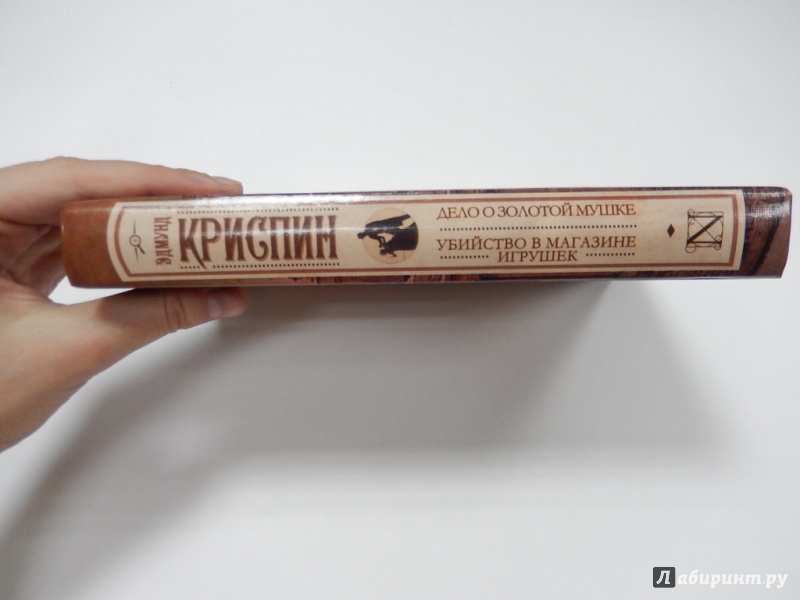 ЭДМУНД
КРИСПИН
ДЕЛО О ЗОЛОТОЙ МУШКЕ
УБИЙСТВО В МАГАЗИНЕ
ИГРУШЕК
Лабиринт.ру